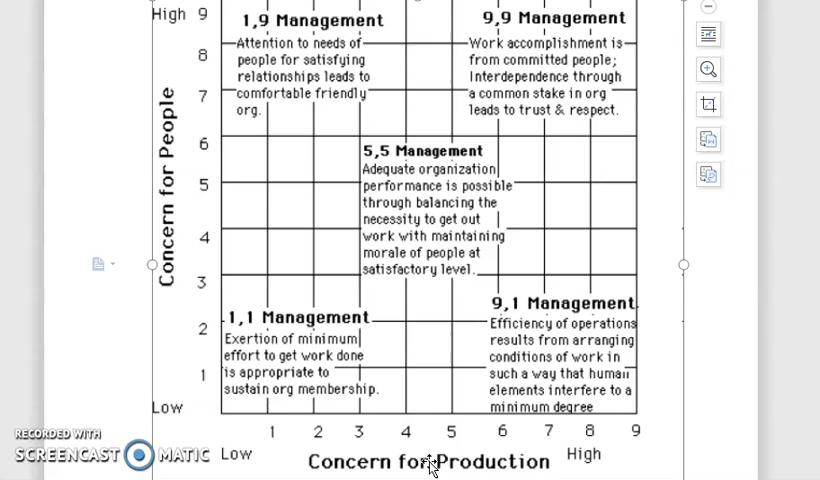 High 9
1,9 Management
Attention to needs of
people for satisfying
relationships leads to
comfortable friendly
org.
9,9 Management
Work accomplishment is
from committed people;
Interdependence through
a common stake in org
leads to trust & respect.
8
7
6
5
4
3
2
1
Concern for People
5,5 Management
Adequate organization
performance is possible
through balancing the
necessity to get out
work with maintaining
morale of people at
satisfactory level.
1,1 Management
Exertion of minimum
effort to get work done
is appropriate to
sustain org membership.
9,1 Management
Efficiency of operations
results from arranging
conditions of work in
such a way that human
elements interfere to a
minimum degree
Low
1 2 3 4 5 6 7 8 9
Low
High
Concern for Production
RECORDED WITH
SCREENCAST MATIC